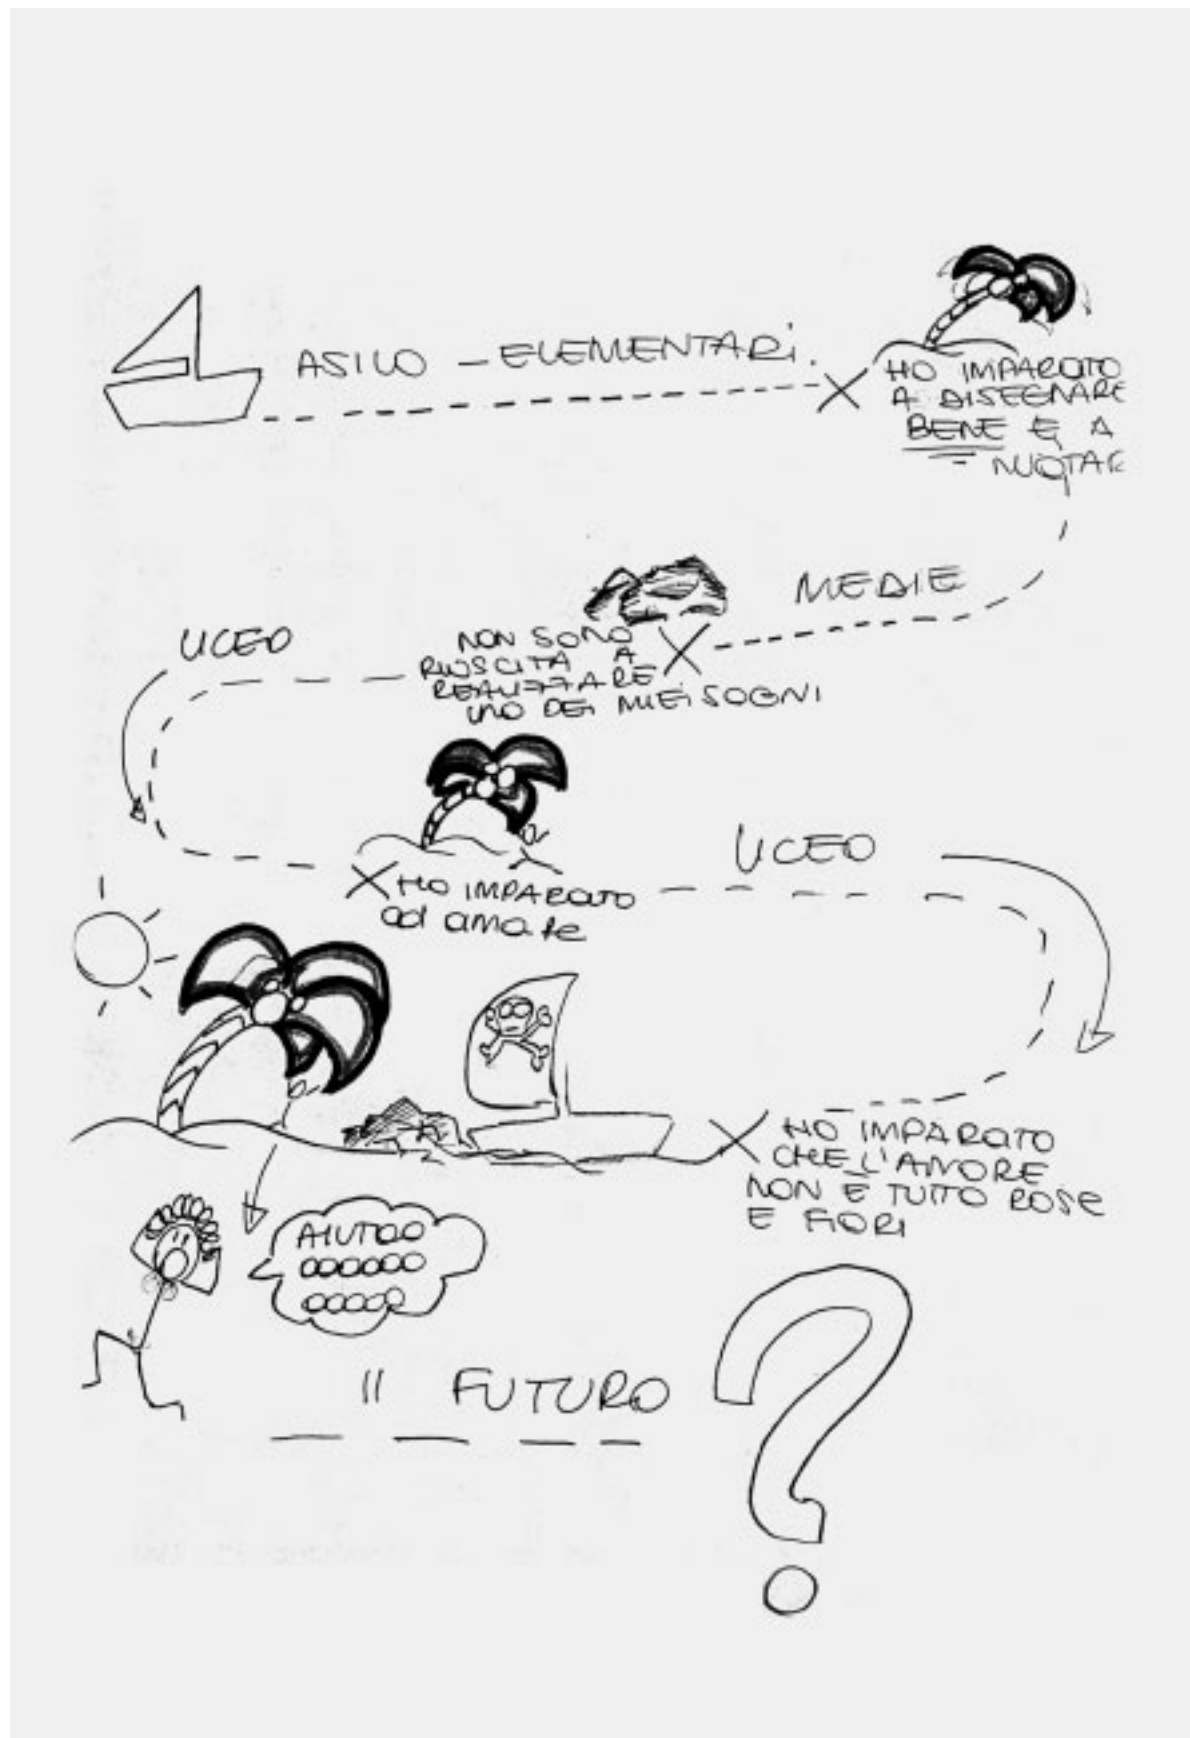 ASILO - ELEMENTARI.
HO IMPARATO
A DISEGNARE
BENE E A
NUOTAR
MEDIE
LICEO
NON SONO
RIUSCITA A
REALIZZARE
UNO DEI MIEI SOGNI
LICEO
HO IMPARATO
ad amare
HO IMPARATO
CHE L'AMORE
NON È TUTTO ROSE
E FIORI
AIUTOO
OOOOOO
OOOOO
Il FUTURO
?